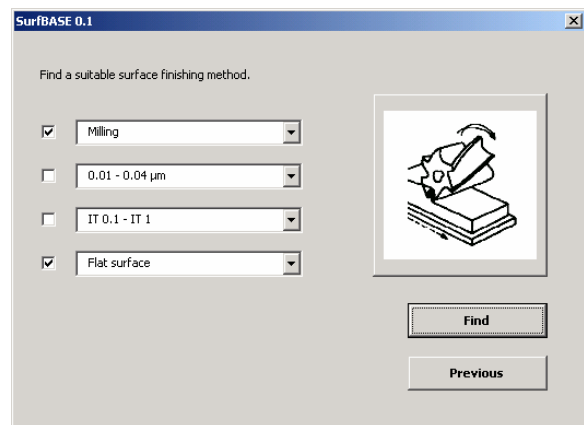 SurfBASE 0.1
Find a suitable surface finishing method.
Milling
0.01 - 0.04 µm
IT 0.1 - IT 1
Flat surface
Find
Previous